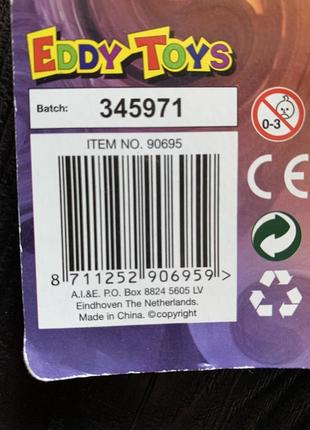 EDDY TOYS
Batch: 345971
0-3
ITEM NO. 90695
CE
8 711252 906959 >
A.I.&E. P.O. Box 8824 5605 LV
Eindhoven The Netherlands.
Made in China. ©copyright